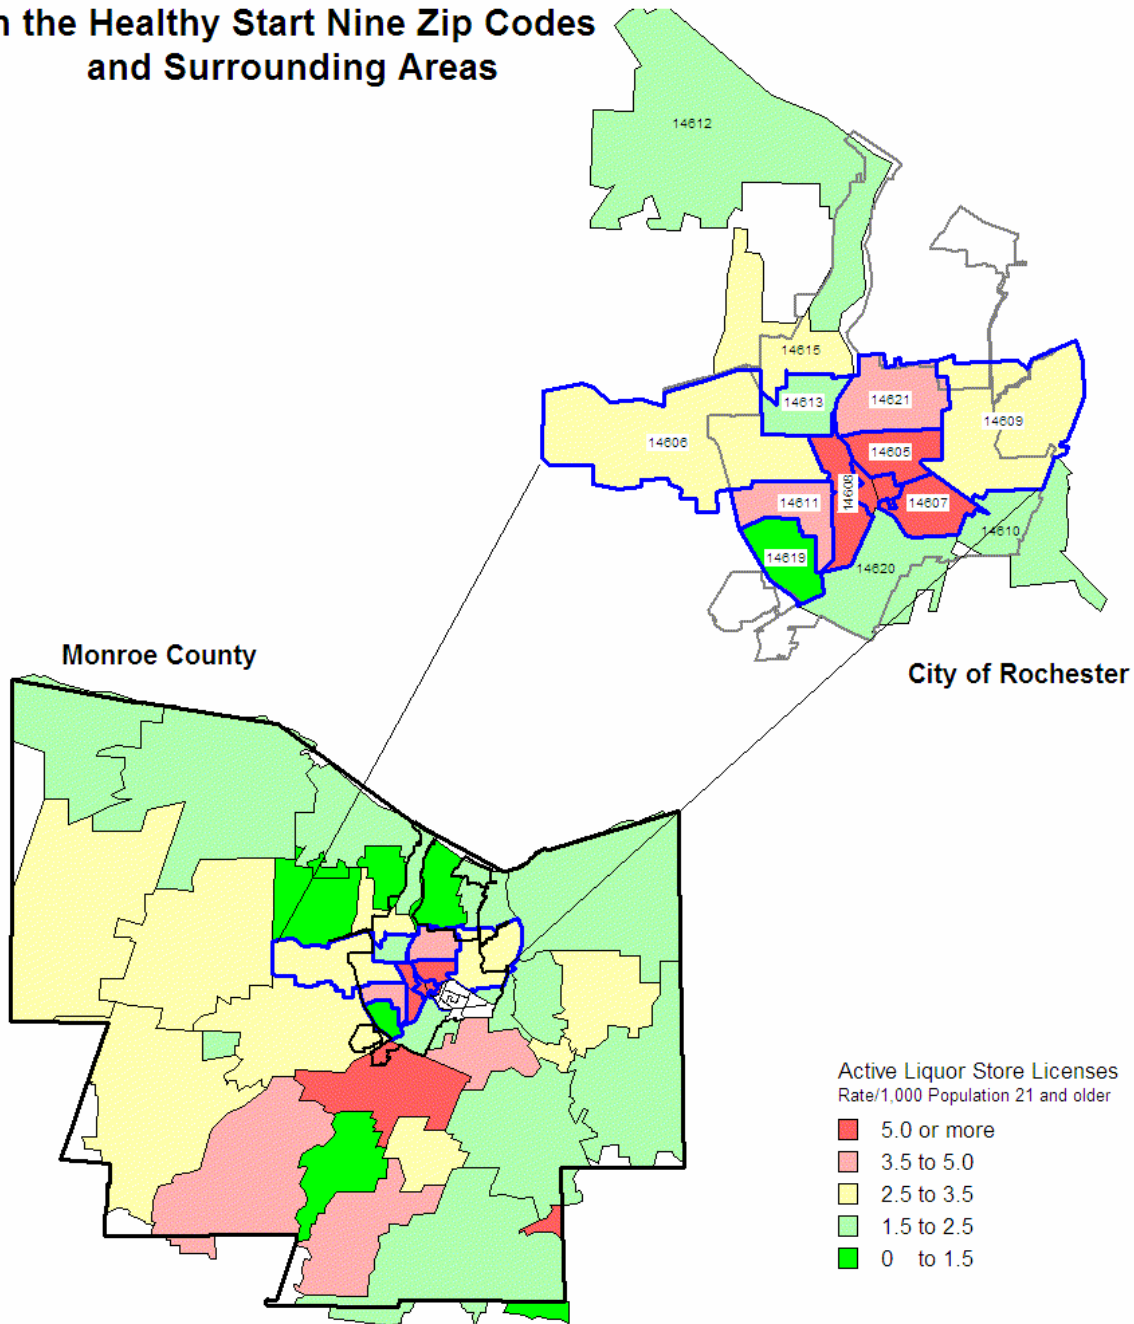 n the Healthy Start Nine Zip Codes
and Surrounding Areas
14612
14615
14613
14621
14609
14606
14605
14608
14611
14607
14610
14619
14620
Monroe County
City of Rochester
Active Liquor Store Licenses
Rate/1,000 Population 21 and older
5.0 or more
3.5 to 5.0
2.5 to 3.5
1.5 to 2.5
0 to 1.5